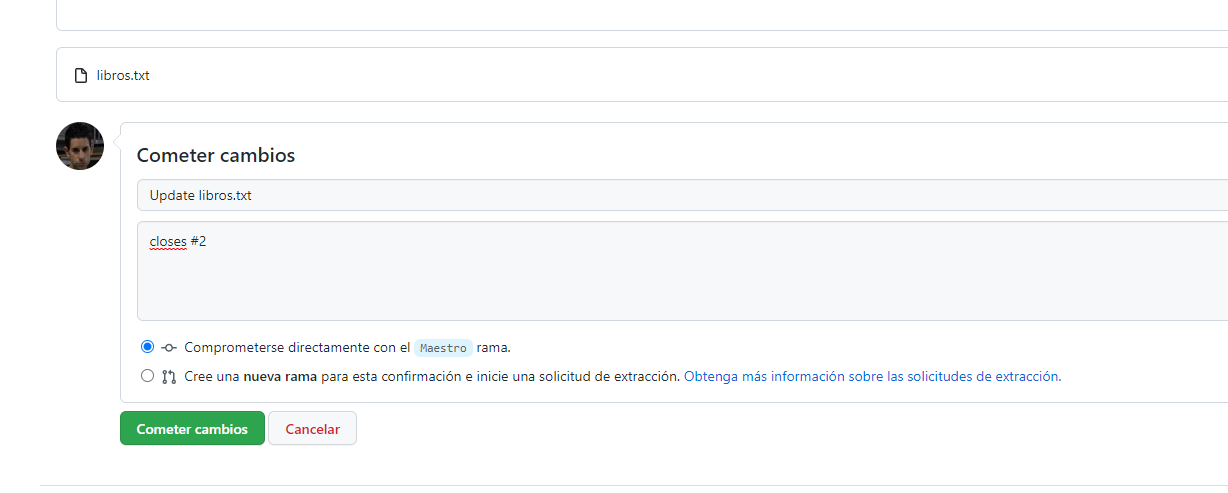 libros.txt
Cometer cambios
Update libros.txt
closes #2
Comprometerse directamente con el Maestro rama.
Cree una nueva rama para esta confirmación e inicie una solicitud de extracción. Obtenga más información sobre las solicitudes de extracción.
Cometer cambios Cancelar